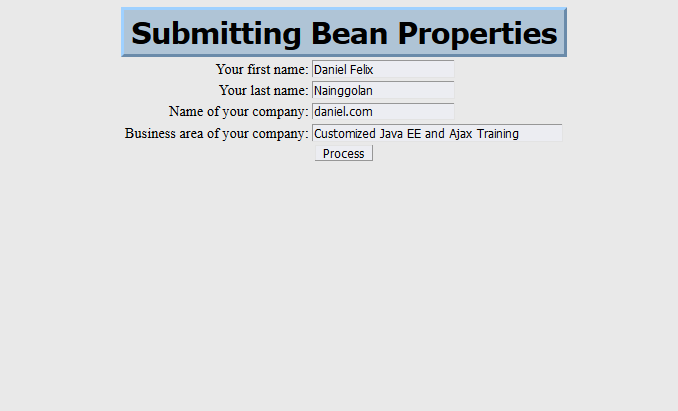 Submitting Bean Properties
Your first name: Daniel Felix
Your last name: Nainggolan
Name of your company: daniel.com
Business area of your company: Customized Java EE and Ajax Training
Process